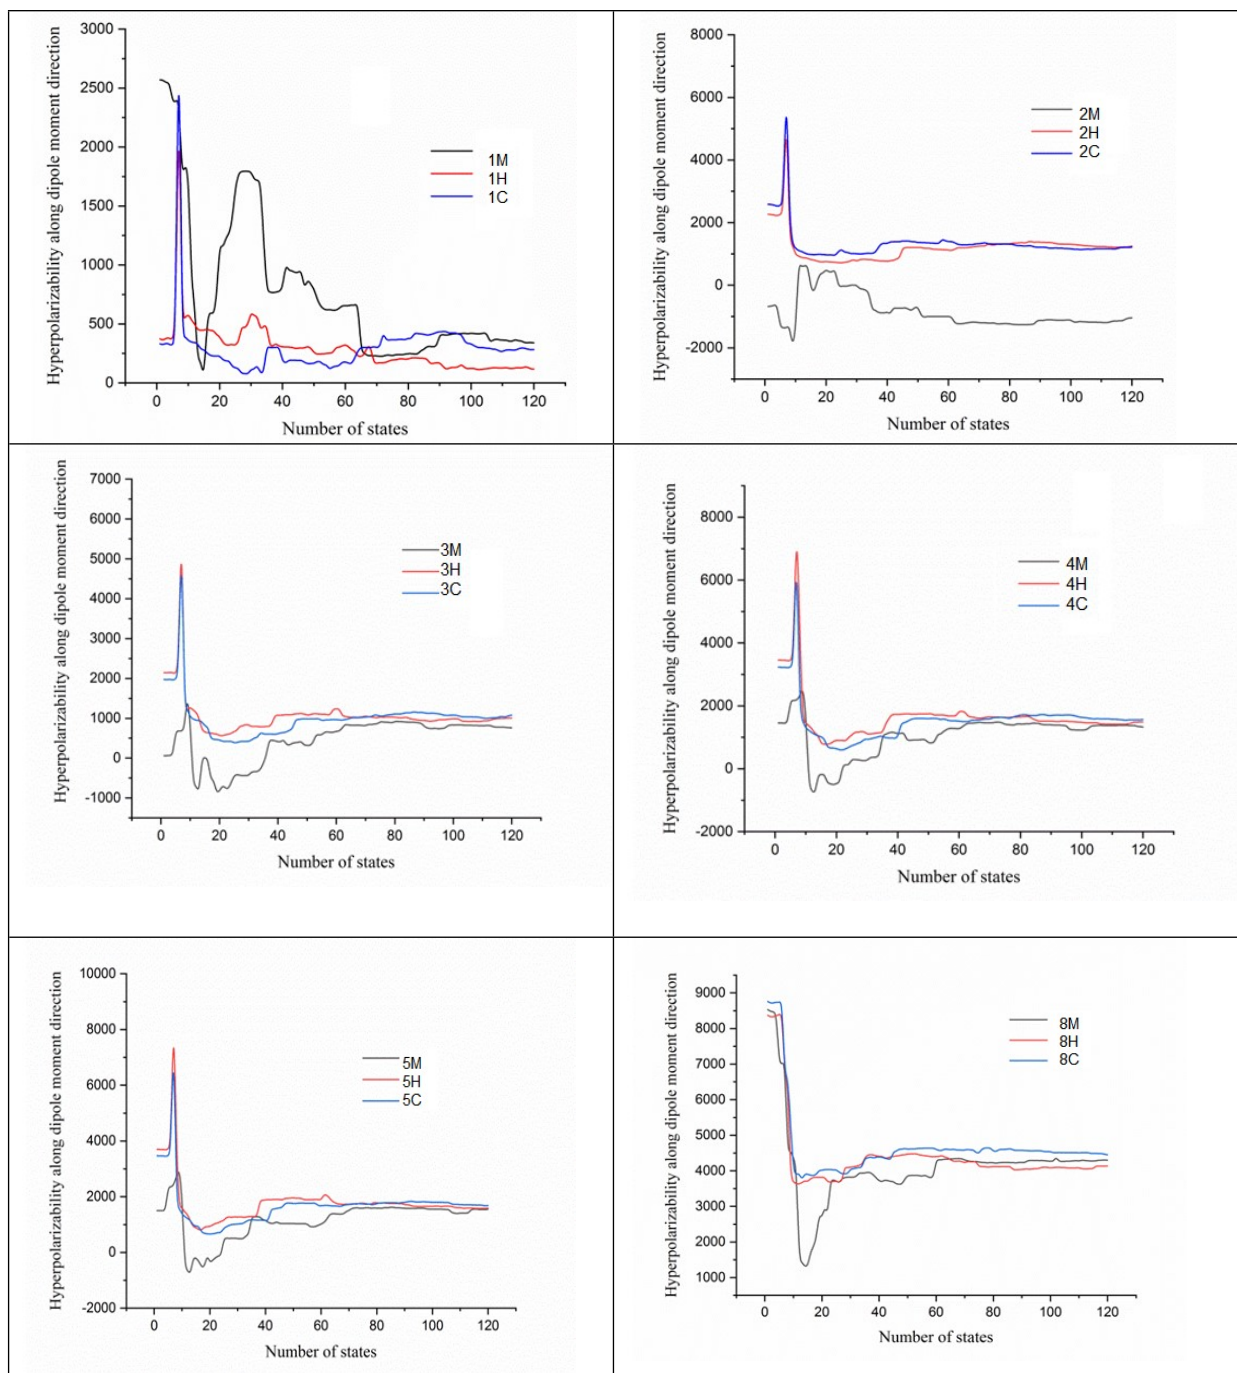 Hyperpolarizability along dipole moment direction
3000
2500
2000
1500
1000
500
0
1M
1H
1C
0 20 40 60 80 100 120
Number of states
Hyperpolarizability along dipole moment direction
8000
6000
4000
2000
0
-2000
2M
2H
2C
0 20 40 60 80 100 120
Number of states
Hyperpolarizability along dipole moment direction
7000
6000
5000
4000
3000
2000
1000
0
-1000
3M
3H
3C
0 20 40 60 80 100 120
Number of states
Hyperpolarizability along dipole moment direction
8000
6000
4000
2000
0
-2000
4M
4H
4C
0 20 40 60 80 100 120
Number of states
Hyperpolarizability along dipole moment direction
10000
8000
6000
4000
2000
0
-2000
5M
5H
5C
0 20 40 60 80 100 120
Number of states
Hyperpolarizability along dipole moment direction
9000
8000
7000
6000
5000
4000
3000
2000
1000
8M
8H
8C
0 20 40 60 80 100 120
Number of states